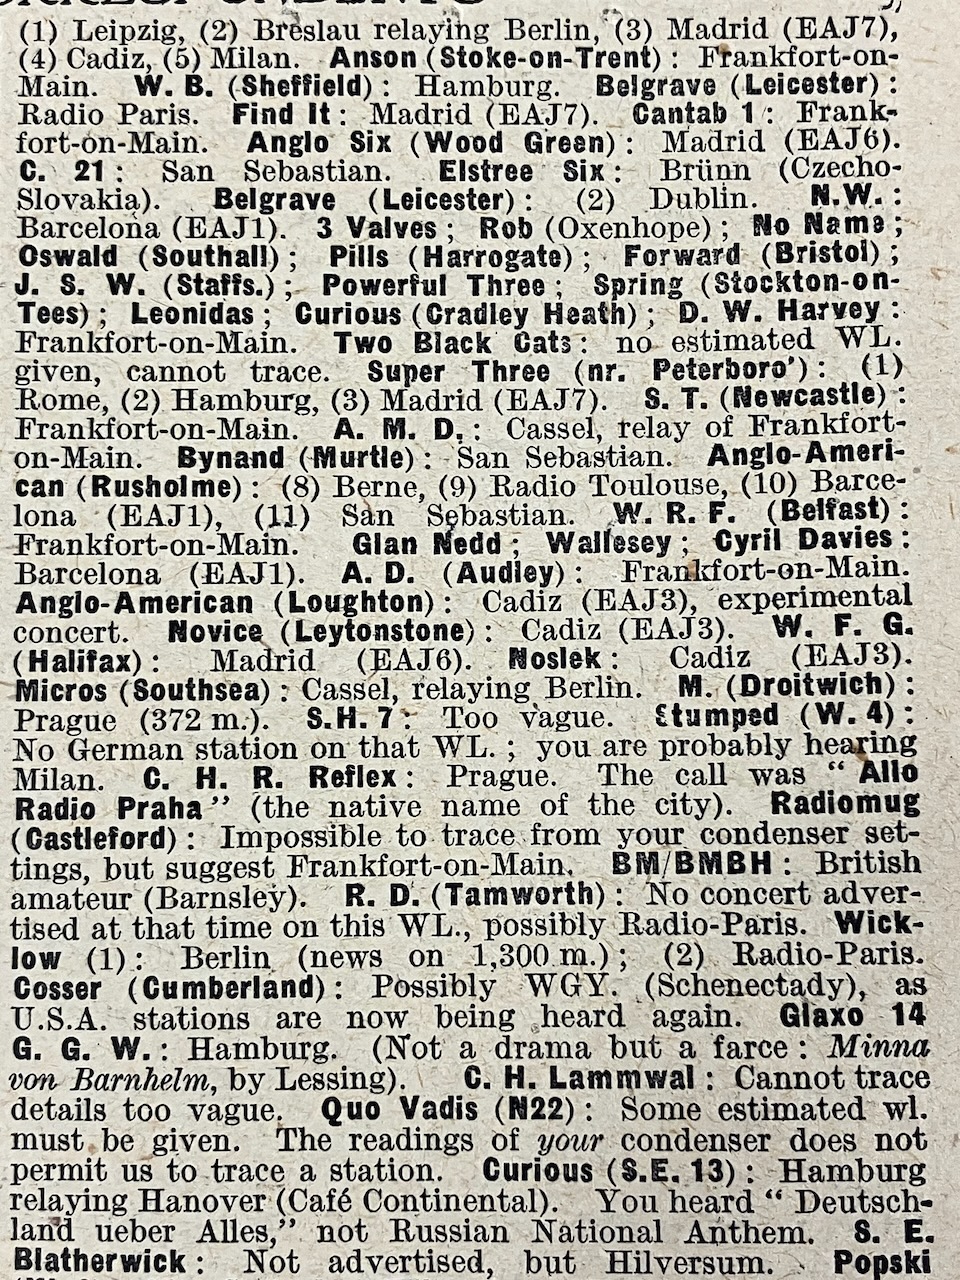 (1) Leipzig, (2) Breslau relaying Berlin, (3) Madrid (EAJ7),
(4) Cadiz, (5) Milan. Anson (Stoke-on-Trent) : Frankfort-on-
Main. W. B. (Sheffield) : Hamburg. Belgrave (Leicester) :
Radio Paris. Find It : Madrid (EAJ7). Cantab 1 : Frank-
fort-on-Main. Anglo Six (Wood Green) : Madrid (EAJ6).
C. 21 : San Sebastian. Elstree Six : Brünn (Czecho-
Slovakia). Belgrave (Leicester) : (2) Dublin. N.W. :
Barcelona (EAJ1). 3 Valves ; Rob (Oxenhope) ; No Name ;
Oswald (Southall) ; Pills (Harrogate) ; Forward (Bristol) ;
J. S. W. (Staffs.) ; Powerful Three ; Spring (Stockton-on-
Tees) ; Leonidas ; Curious (Cradley Heath) ; D. W. Harvey :
Frankfort-on-Main. Two Black Cats : no estimated WL.
given, cannot trace. Super Three (nr. Peterboro') : (1)
Rome, (2) Hamburg, (3) Madrid (EAJ7). S. T. (Newcastle) :
Frankfort-on-Main. A. M. D. : Cassel, relay of Frankfort-
on-Main. Bynand (Murtle) : San Sebastian. Anglo-Ameri-
can (Rusholme) : (8) Berne, (9) Radio Toulouse, (10) Barce-
lona (EAJ1), (11) San Sebastian. W. R. F. (Belfast) :
Frankfort-on-Main. Glan Nedd ; Wallesey ; Cyril Davies :
Barcelona (EAJ1). A. D. (Audley) : Frankfort-on-Main.
Anglo-American (Loughton) : Cadiz (EAJ3), experimental
concert. Novice (Leytonstone) : Cadiz (EAJ3). W. F. G.
(Halifax) : Madrid (EAJ6). Noslek : Cadiz (EAJ3).
Micros (Southsea) : Cassel, relaying Berlin. M. (Droitwich) :
Prague (372 m.). S.H. 7 : Too vague. Stumped (W. 4) :
No German station on that WL. ; you are probably hearing
Milan. C. H. R. Reflex : Prague. The call was “ Allo
Radio Praha ” (the native name of the city). Radiomug
(Castleford) : Impossible to trace from your condenser set-
tings, but suggest Frankfort-on-Main. BM/BMBH : British
amateur (Barnsley). R. D. (Tamworth) : No concert adver-
tised at that time on this WL., possibly Radio-Paris. Wick-
low (1) : Berlin (news on 1,300 m.) ; (2) Radio-Paris.
Cosser (Cumberland) : Possibly WGY. (Schenectady), as
U.S.A. stations are now being heard again. Glaxo 14
G. G. W. : Hamburg. (Not a drama but a farce : Minna
von Barnhelm, by Lessing). C. H. Lammwal : Cannot trace
details too vague. Quo Vadis (N22) : Some estimated wl.
must be given. The readings of your condenser does not
permit us to trace a station. Curious (S.E. 13) : Hamburg
relaying Hanover (Café Continental). You heard “ Deutsch-
land ueber Alles,” not Russian National Anthem. S. E.
Blatherwick : Not advertised, but Hilversum. Popski